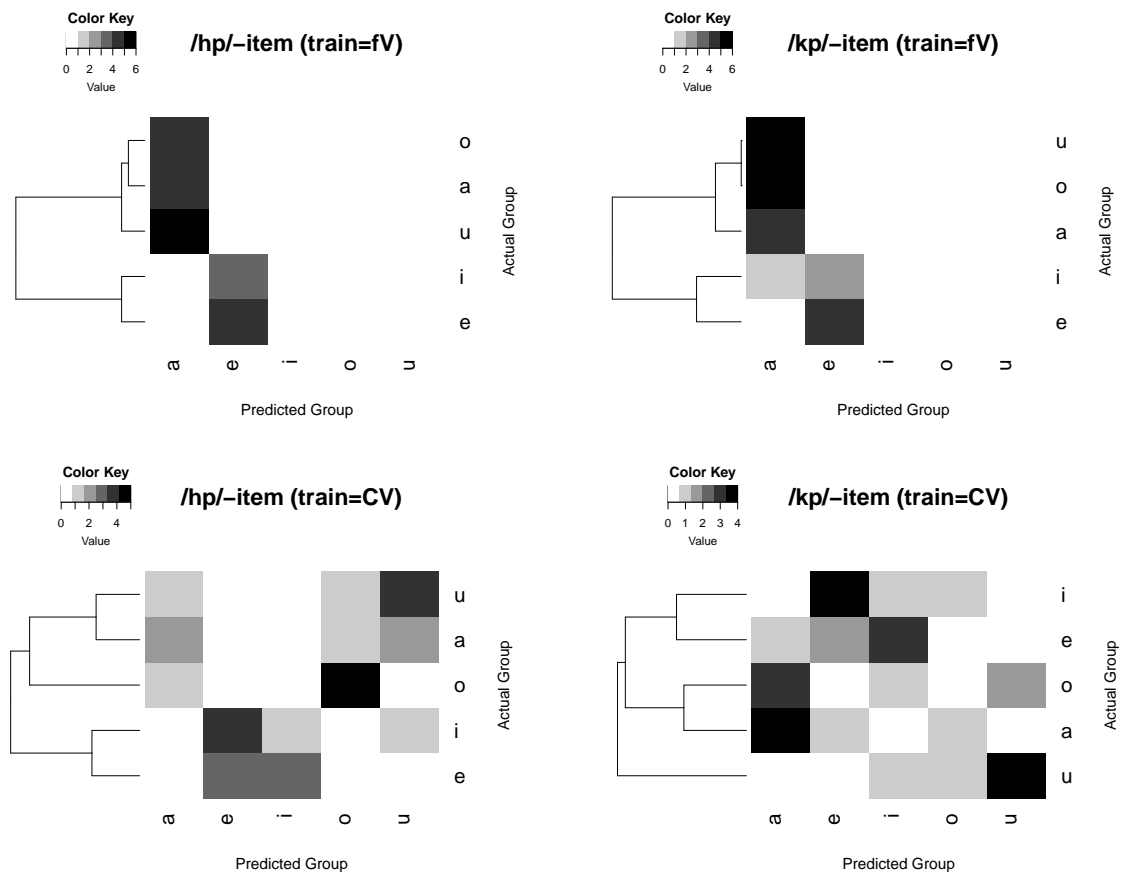 Color Key
0 2 4 6
Value
/hp/−item (train=fV)
o
a
u
i
e
Actual Group
a e i o u
Predicted Group
Color Key
0 2 4 6
Value
/kp/−item (train=fV)
u
o
a
i
e
Actual Group
a e i o u
Predicted Group
Color Key
0 2 4
Value
/hp/−item (train=CV)
u
a
o
i
e
Actual Group
a e i o u
Predicted Group
Color Key
0 1 2 3 4
Value
/kp/−item (train=CV)
i
e
o
a
u
Actual Group
a e i o u
Predicted Group